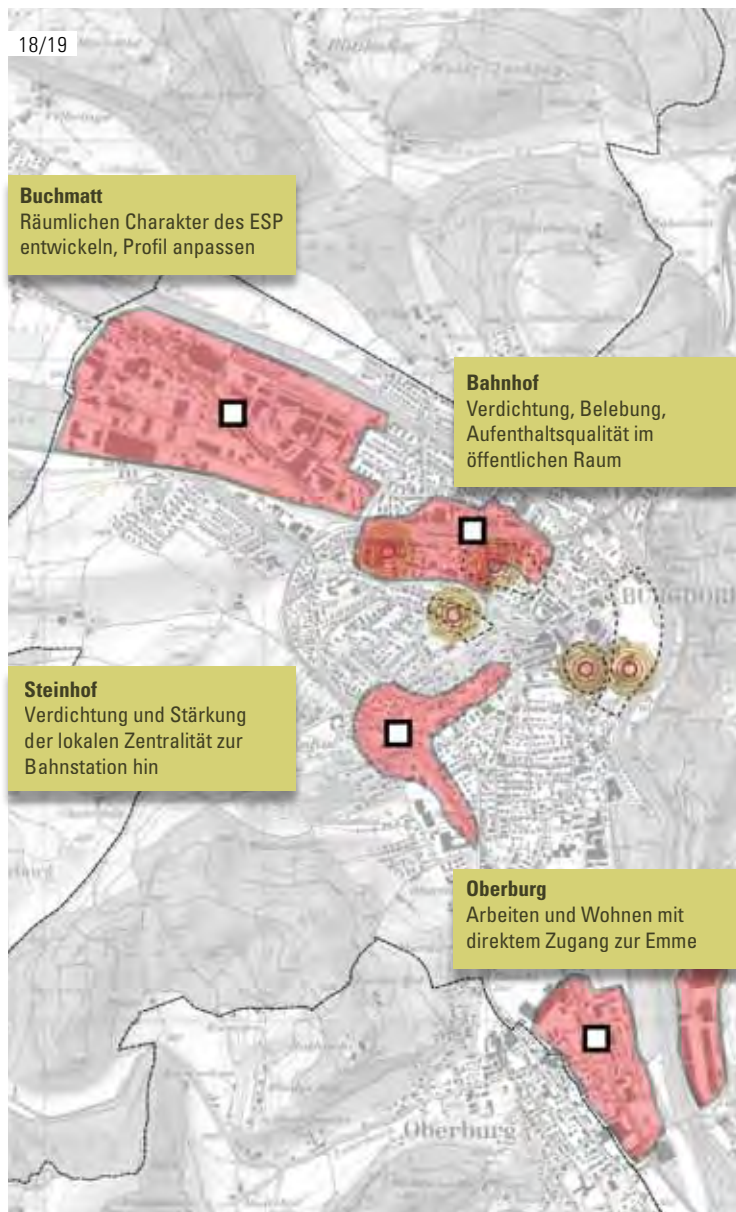 18/19
Buchmatt
Räumlichen Charakter des ESP
entwickeln, Profil anpassen
Bahnhof
Verdichtung, Belebung,
Aufenthaltsqualität im
öffentlichen Raum
BURGDORF
Steinhof
Verdichtung und Stärkung
der lokalen Zentralität zur
Bahnstation hin
Oberburg
Arbeiten und Wohnen mit
direktem Zugang zur Emme
Oberburg